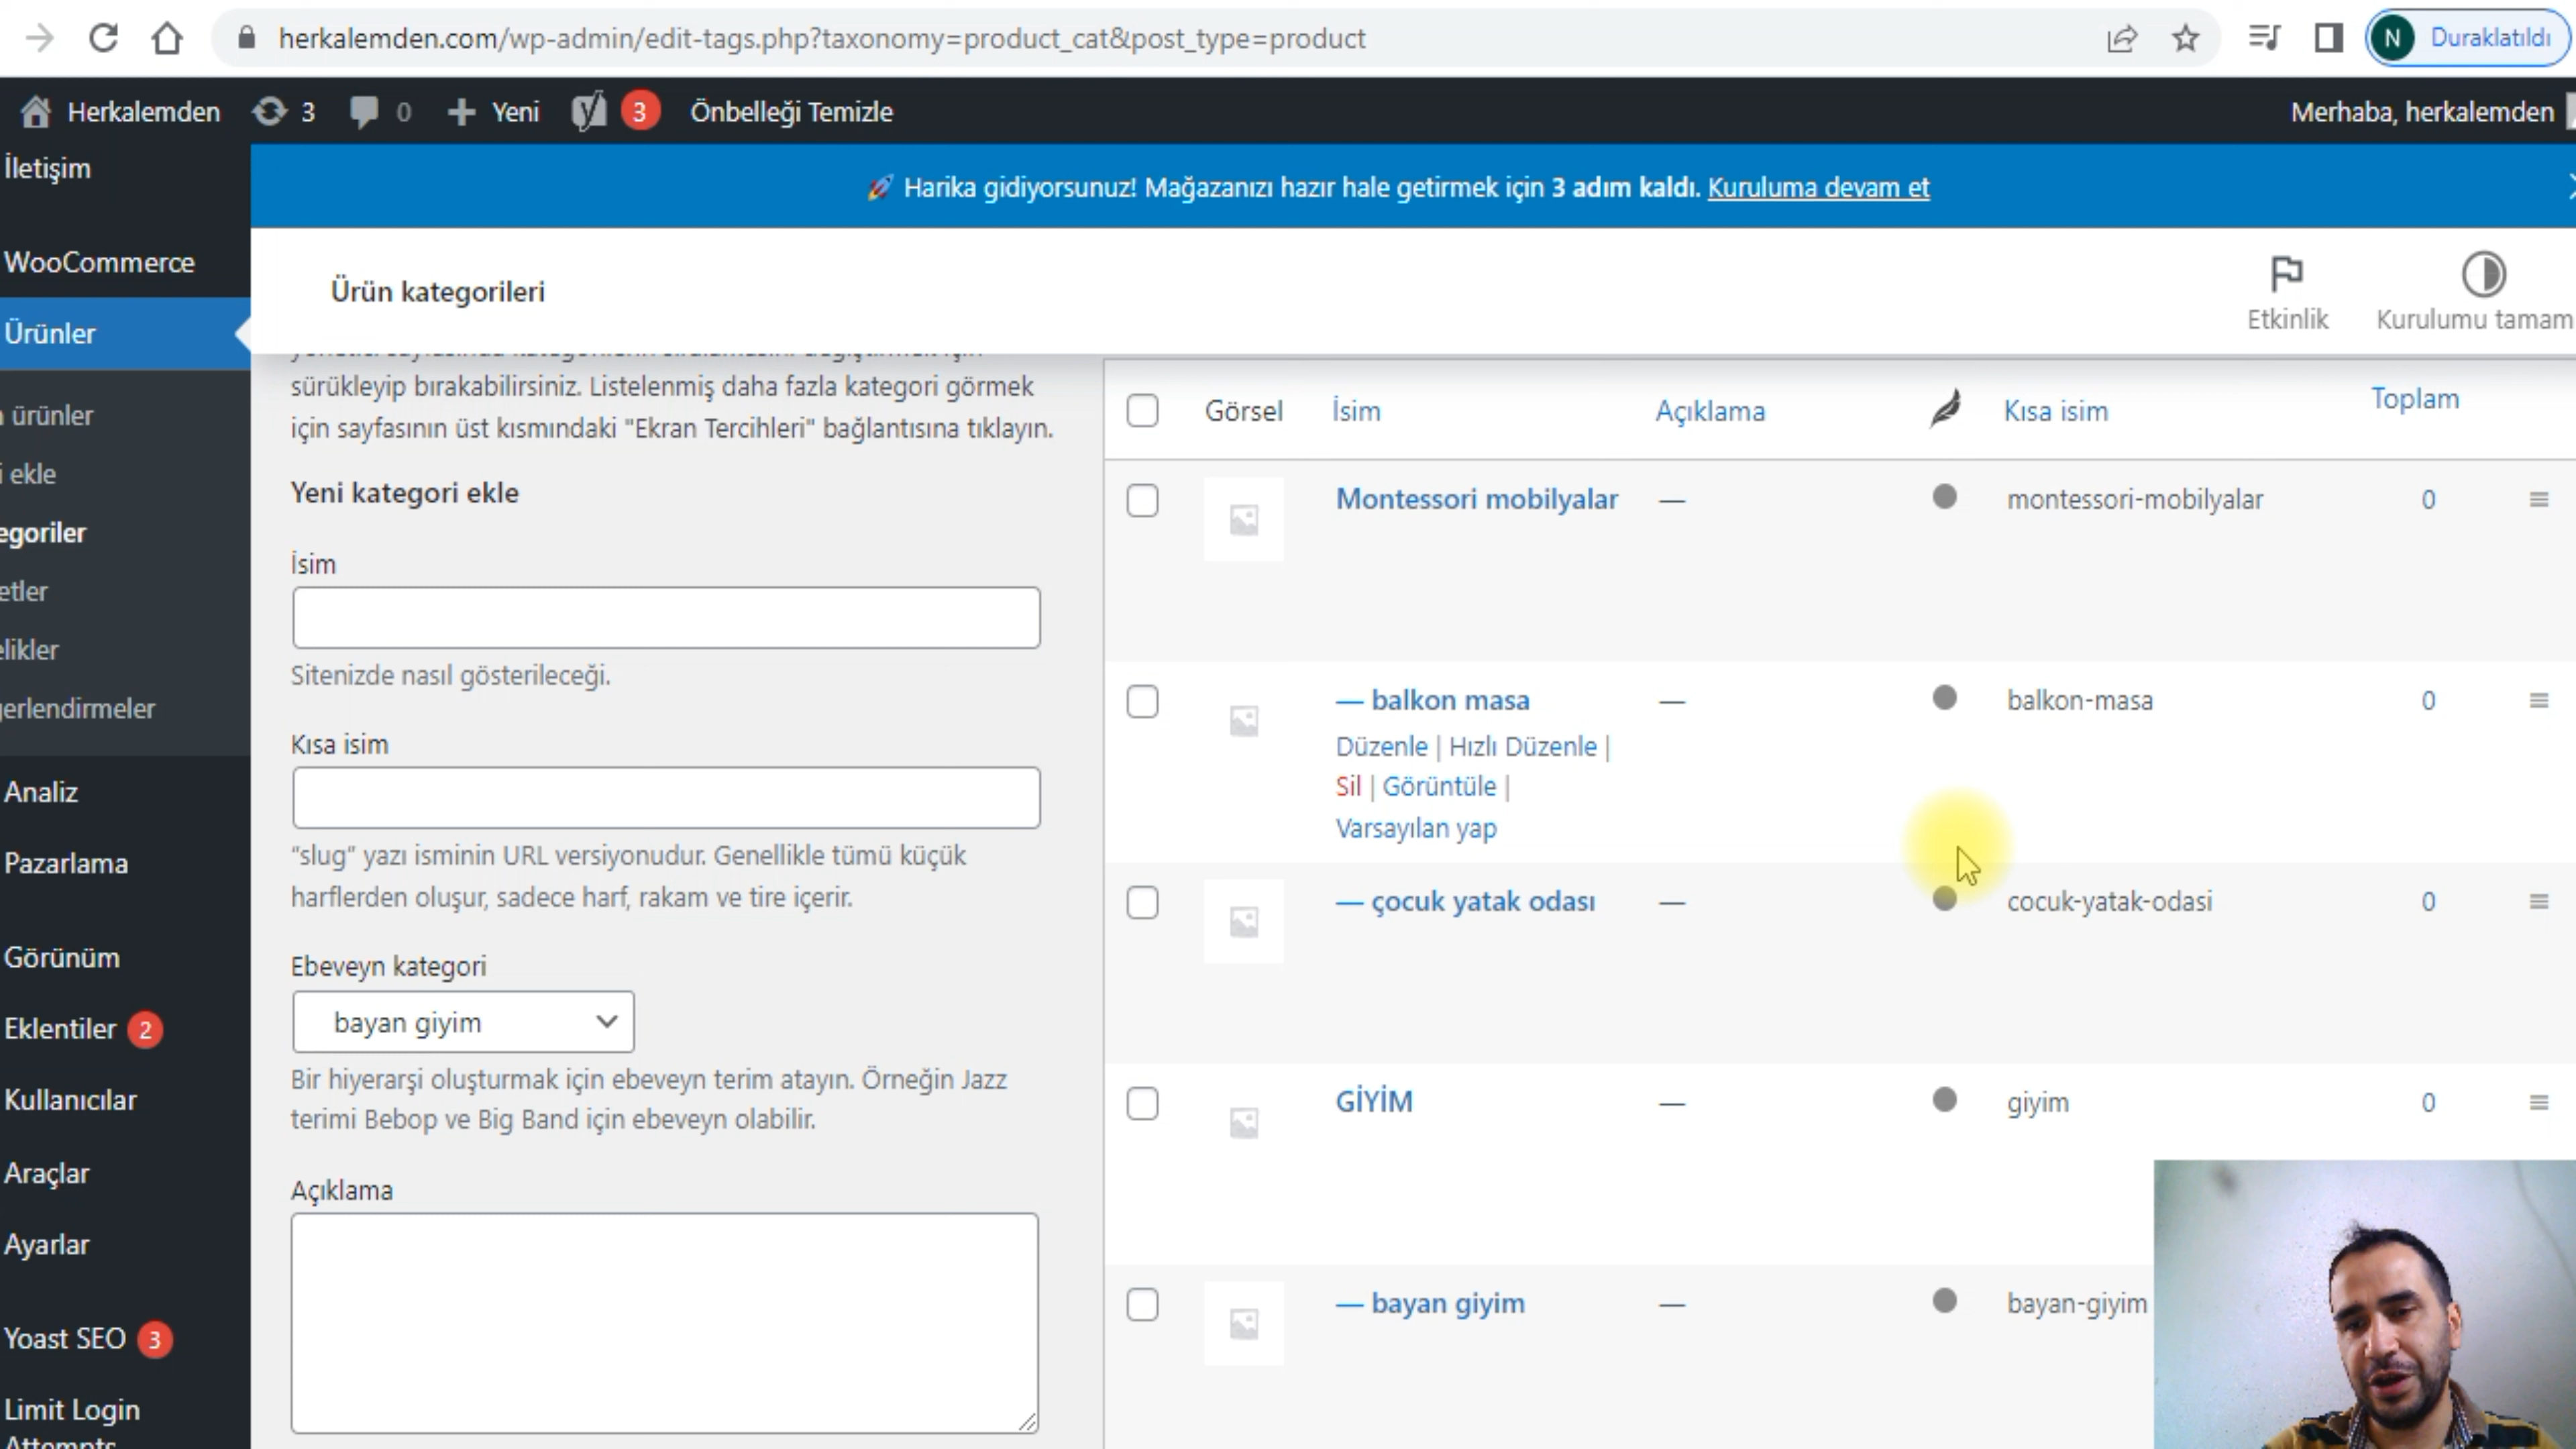 herkalemden.com/wp-admin/edit-tags.php?taxonomy=product_cat&post_type=product
N Duraklatıldı
Herkalemden 3 0 Yeni 3 Önbelleği Temizle
Merhaba, herkalemden
İletişim
WooCommerce
Ürünler
ürünler
ekle
egoriler
etler
elikler
erlendirmeler
Analiz
Pazarlama
Görünüm
Eklentiler 2
Kullanıcılar
Araçlar
Ayarlar
Yoast SEO 3
Limit Login
Attempts
Harika gidiyorsunuz! Mağazanızı hazır hale getirmek için 3 adım kaldı. Kuruluma devam et
Ürün kategorileri
Etkinlik
Kurulumu tamam
sürükleyip bırakabilirsiniz. Listelenmiş daha fazla kategori görmek
için sayfasının üst kısmındaki "Ekran Tercihleri" bağlantısına tıklayın.
Yeni kategori ekle
İsim
Sitenizde nasıl gösterileceği.
Kısa isim
“slug” yazı isminin URL versiyonudur. Genellikle tümü küçük
harflerden oluşur, sadece harf, rakam ve tire içerir.
Ebeveyn kategori
bayan giyim
Bir hiyerarşi oluşturmak için ebeveyn terim atayın. Örneğin Jazz
terimi Bebop ve Big Band için ebeveyn olabilir.
Açıklama
Görsel İsim Açıklama Kısa isim Toplam
Montessori mobilyalar — montessori-mobilyalar 0
— balkon masa — balkon-masa 0
Düzenle | Hızlı Düzenle |
Sil | Görüntüle |
Varsayılan yap
— çocuk yatak odası — cocuk-yatak-odasi 0
GİYİM — giyim 0
— bayan giyim — bayan-giyim